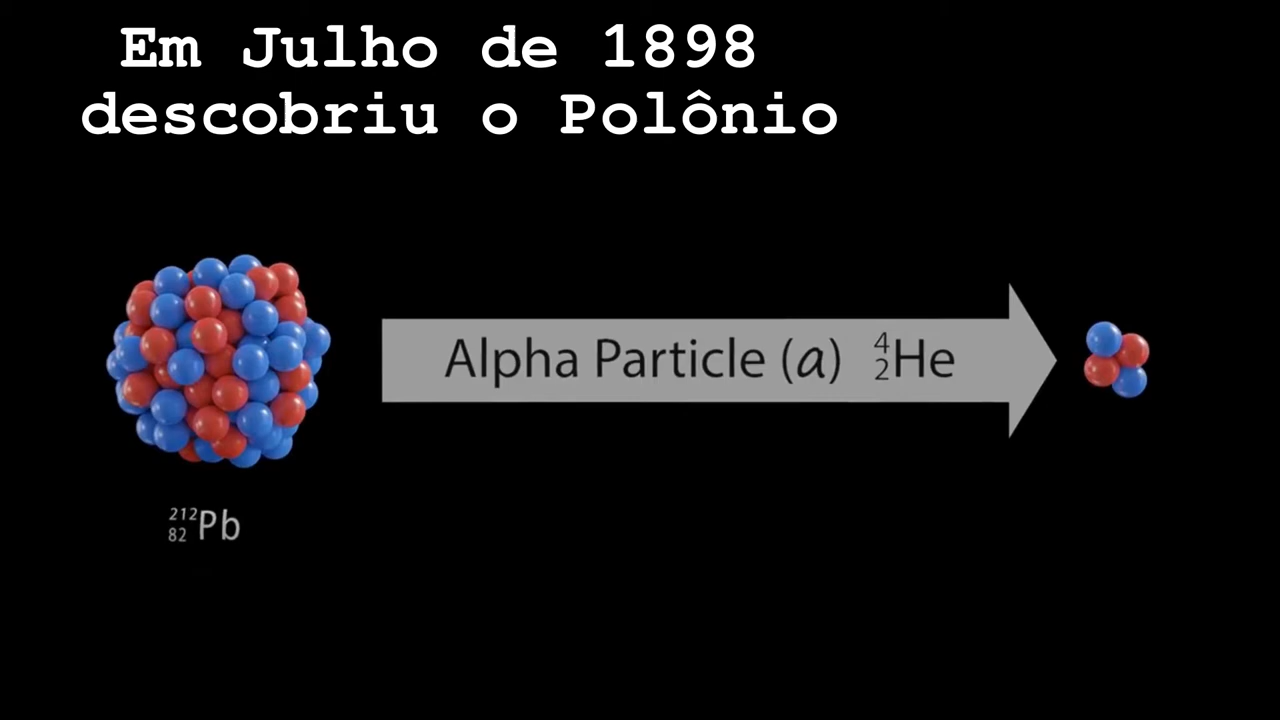 Em Julho de 1898
descobriu o Polônio
Alpha Particle (a) ⁴₂He
²¹²₈₂Pb